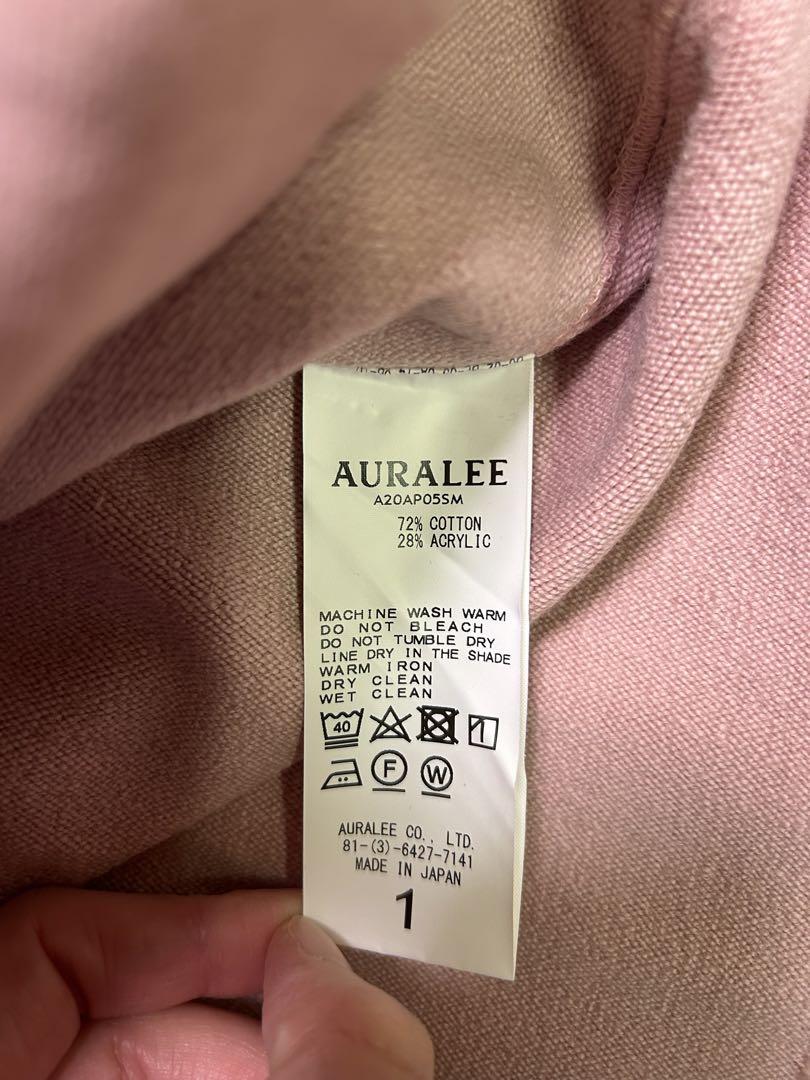 AURALEE
A20AP05SM
72% COTTON
28% ACRYLIC
MACHINE WASH WARM
DO NOT BLEACH
DO NOT TUMBLE DRY
LINE DRY IN THE SHADE
WARM IRON
DRY CLEAN
WET CLEAN
40
F W
AURALEE CO., LTD.
81-(3)-6427-7141
MADE IN JAPAN
1